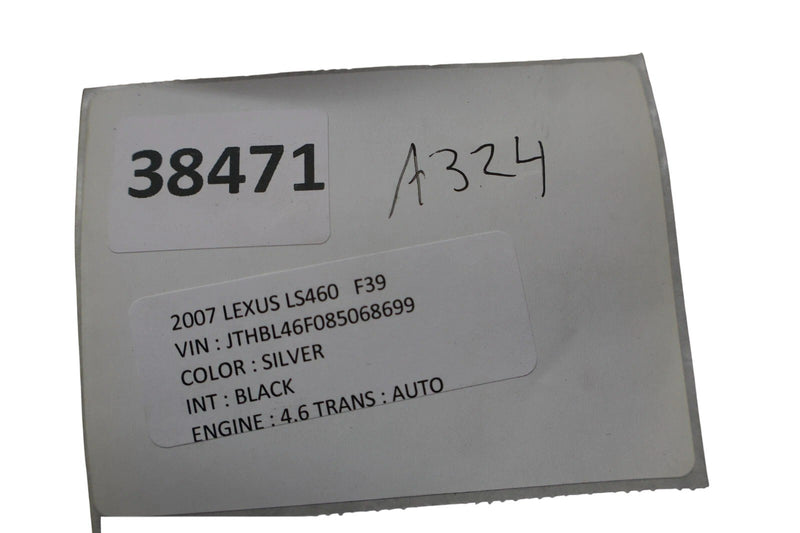 38471
A324
2007 LEXUS LS460 F39
VIN : JTHBL46F085068699
COLOR : SILVER
INT : BLACK
ENGINE : 4.6 TRANS : AUTO